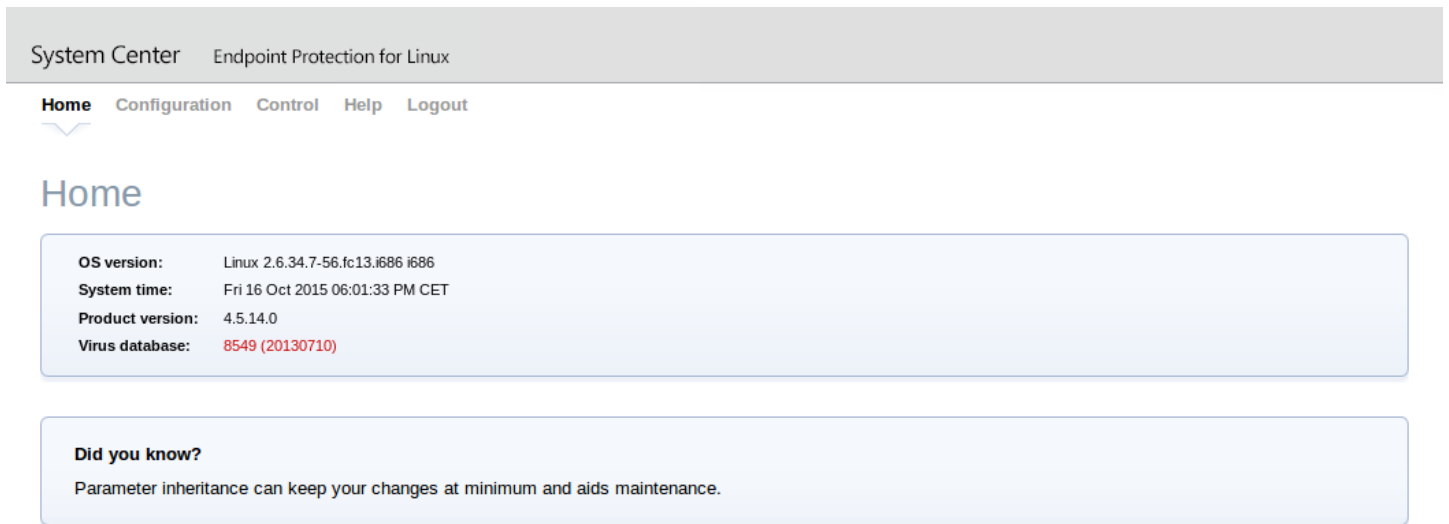 System Center Endpoint Protection for Linux
Home Configuration Control Help Logout
Home
OS version: Linux 2.6.34.7-56.fc13.i686 i686
System time: Fri 16 Oct 2015 06:01:33 PM CET
Product version: 4.5.14.0
Virus database: 8549 (20130710)
Did you know?
Parameter inheritance can keep your changes at minimum and aids maintenance.